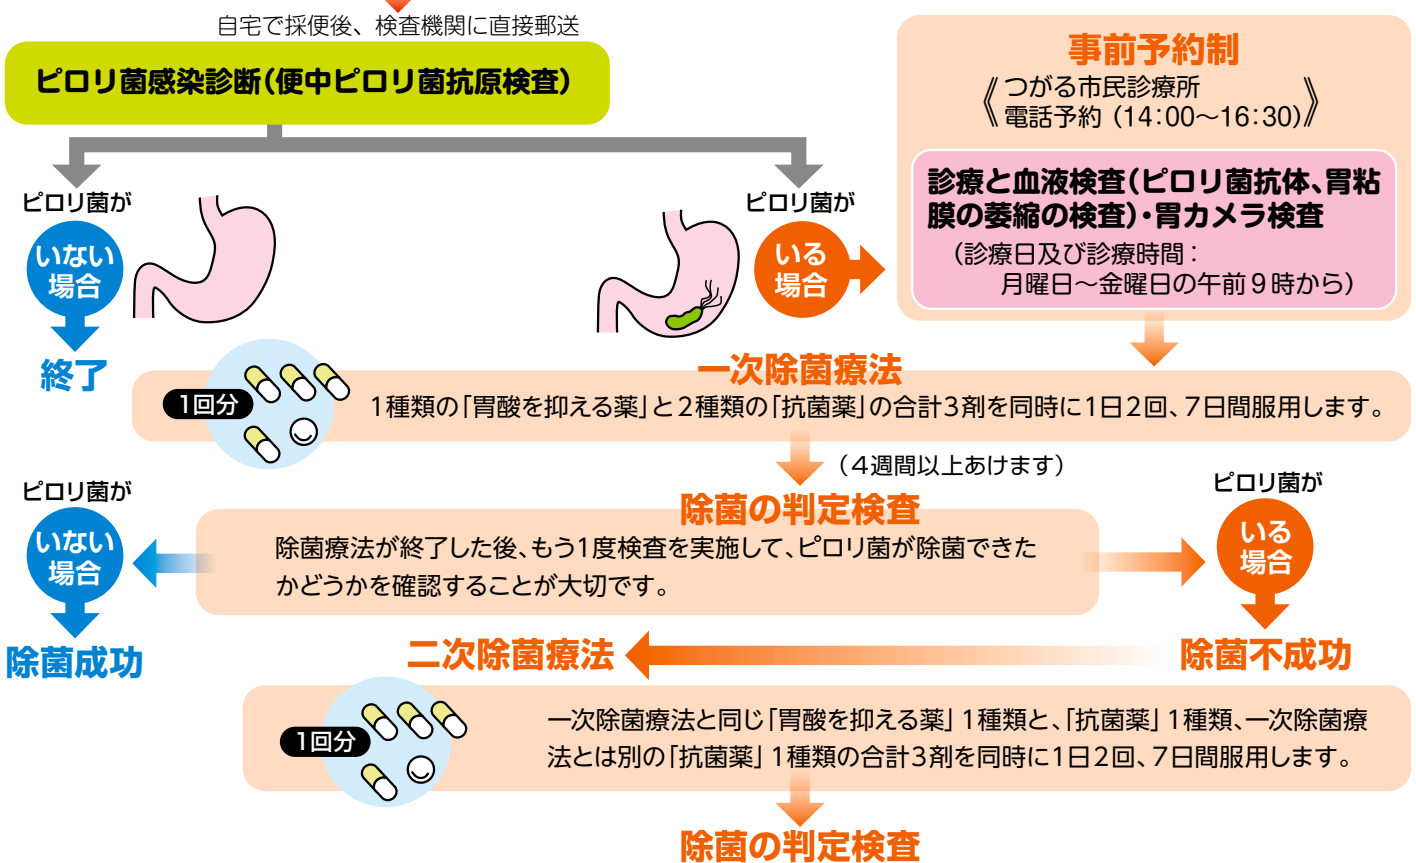 自宅で採便後、検査機関に直接郵送
ピロリ菌感染診断(便中ピロリ菌抗原検査)
事前予約制
《つがる市民診療所
電話予約 (14:00〜16:30)》
診療と血液検査(ピロリ菌抗体、胃粘
膜の萎縮の検査)・胃カメラ検査
(診療日及び診療時間:
月曜日〜金曜日の午前9時から)
ピロリ菌が
いない
場合
終了
ピロリ菌が
いる
場合
一次除菌療法
1回分
1種類の「胃酸を抑える薬」と2種類の「抗菌薬」の合計3剤を同時に1日2回、7日間服用します。
(4週間以上あけます)
除菌の判定検査
除菌療法が終了した後、もう1度検査を実施して、ピロリ菌が除菌できた
かどうかを確認することが大切です。
ピロリ菌が
いない
場合
除菌成功
ピロリ菌が
いる
場合
除菌不成功
二次除菌療法
1回分
一次除菌療法と同じ「胃酸を抑える薬」1種類と、「抗菌薬」1種類、一次除菌療
法とは別の「抗菌薬」1種類の合計3剤を同時に1日2回、7日間服用します。
除菌の判定検査